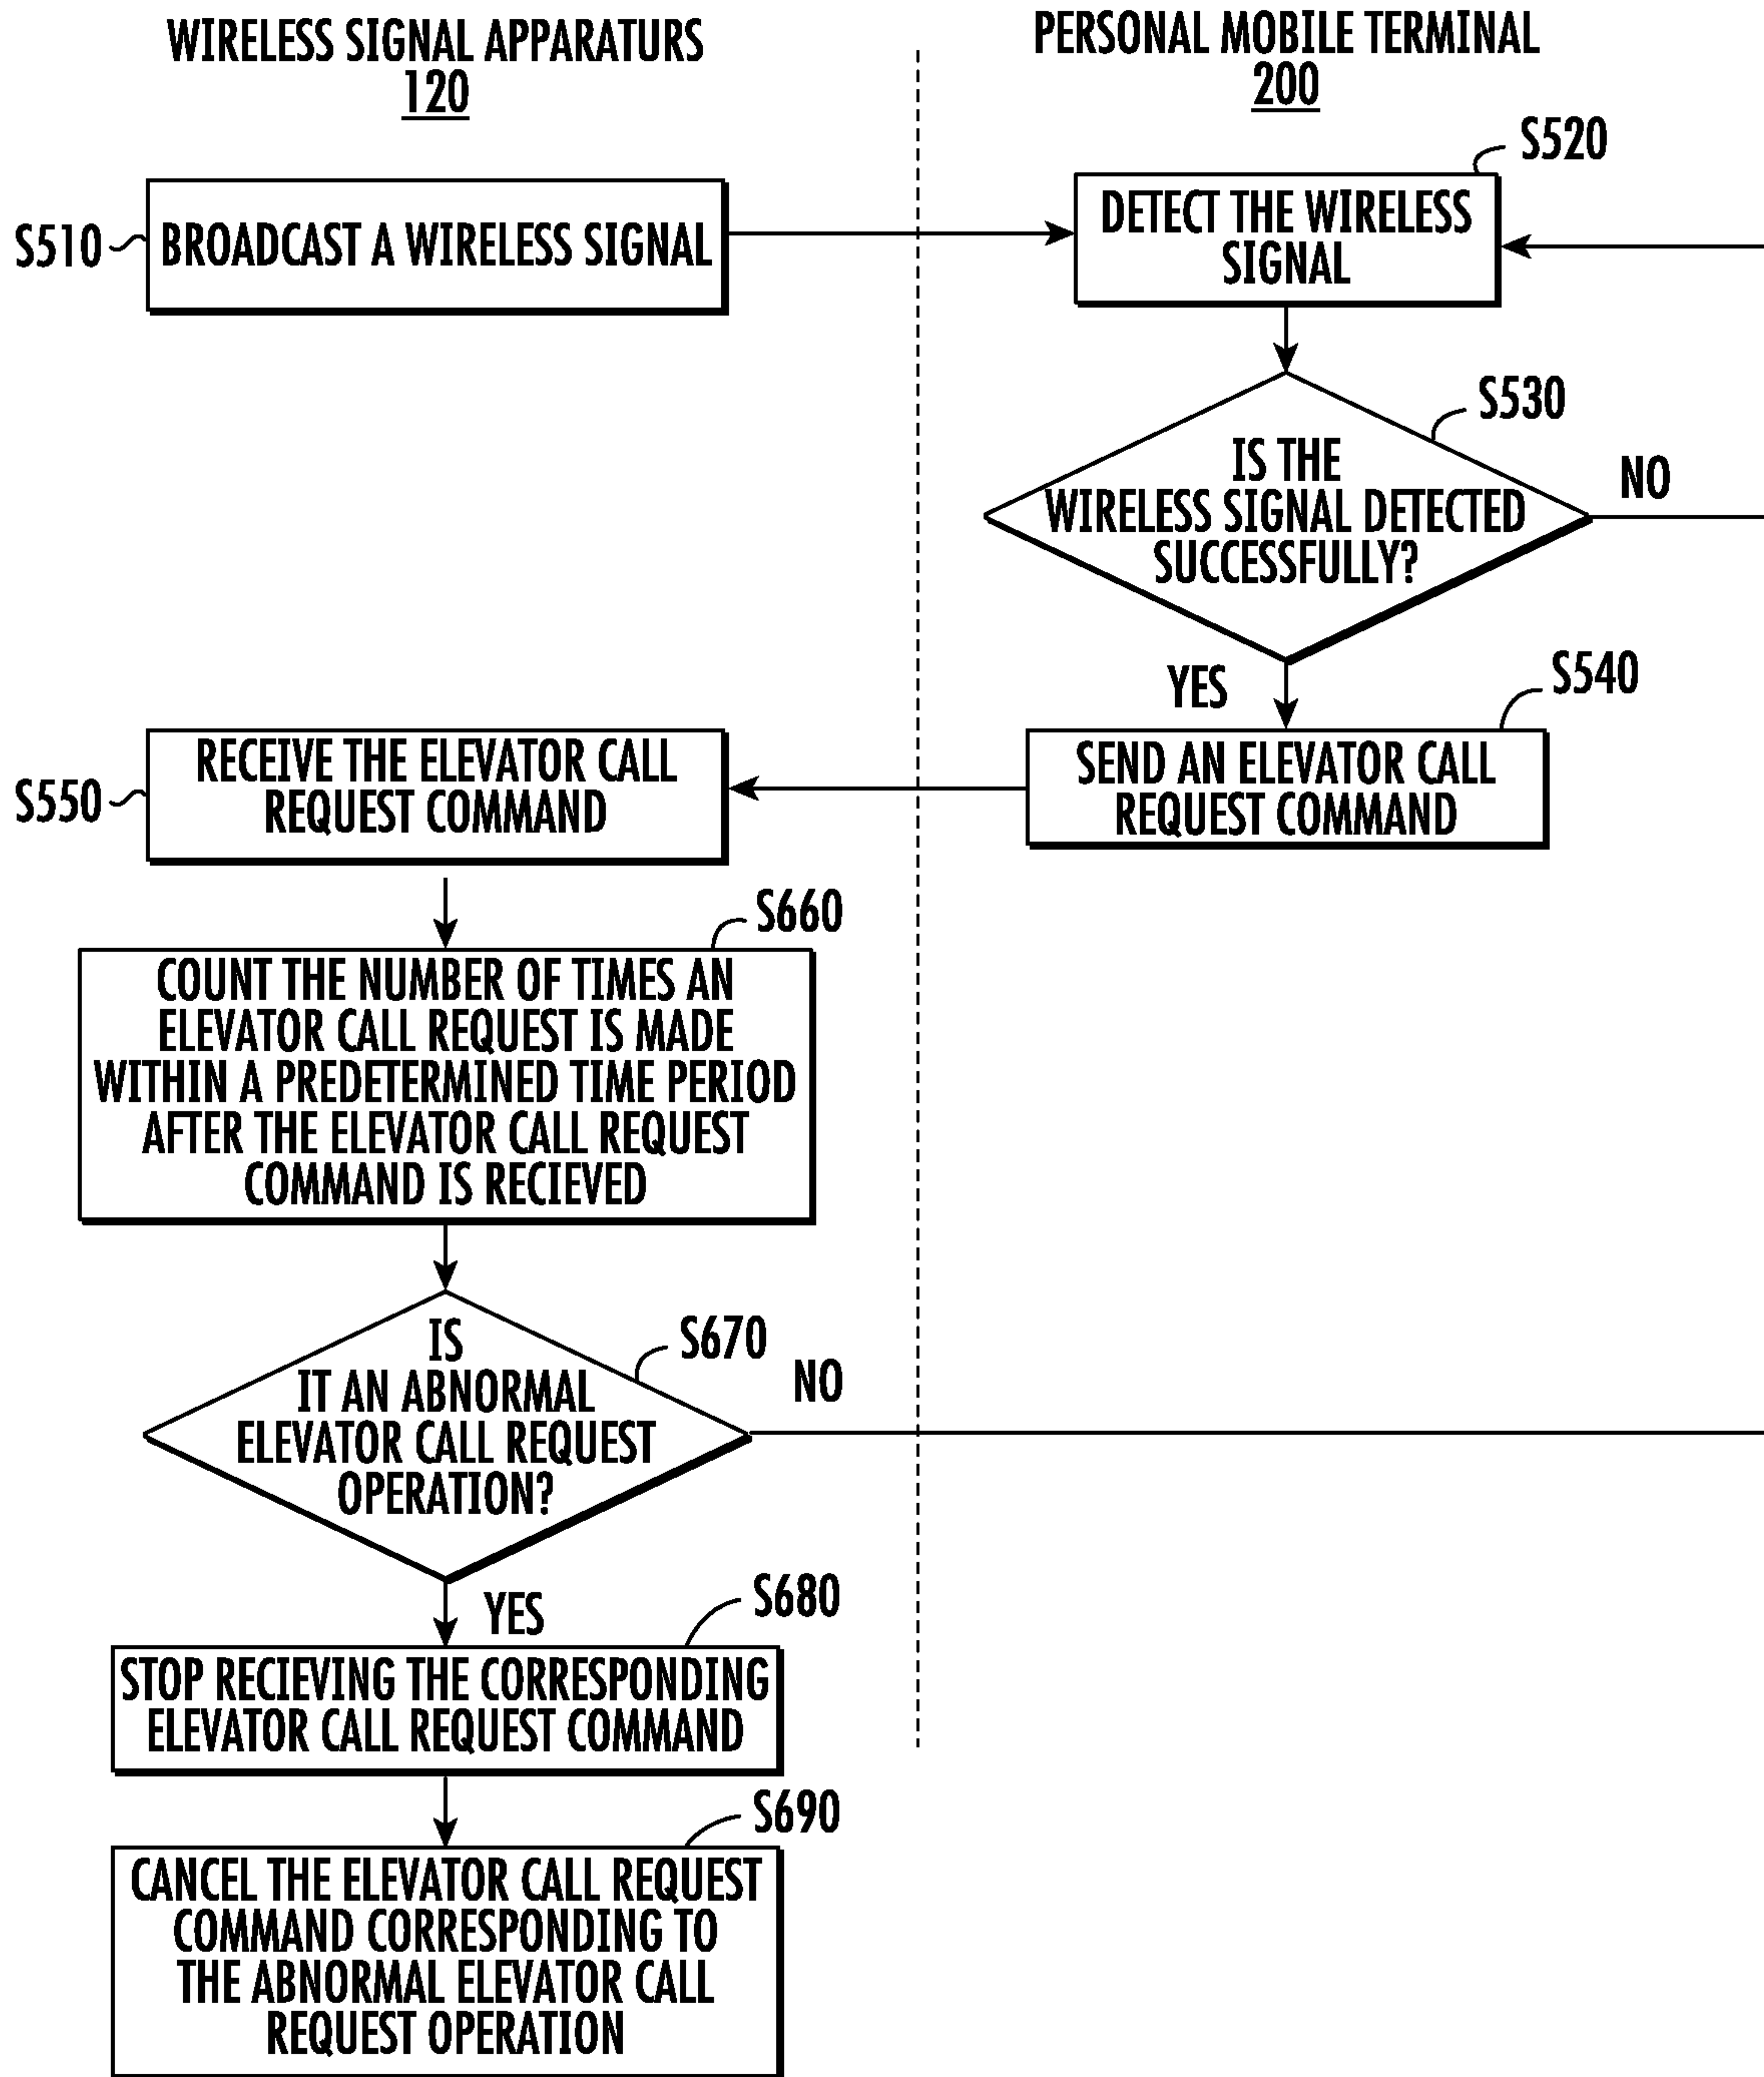 WIRELESS SIGNAL APPARATURS
120
PERSONAL MOBILE TERMINAL
200
S510
BROADCAST A WIRELESS SIGNAL
S520
DETECT THE WIRELESS
SIGNAL
S530
IS THE
WIRELESS SIGNAL DETECTED
SUCCESSFULLY?
NO
YES
S540
SEND AN ELEVATOR CALL
REQUEST COMMAND
S550
RECEIVE THE ELEVATOR CALL
REQUEST COMMAND
S660
COUNT THE NUMBER OF TIMES AN
ELEVATOR CALL REQUEST IS MADE
WITHIN A PREDETERMINED TIME PERIOD
AFTER THE ELEVATOR CALL REQUEST
COMMAND IS RECIEVED
S670
IS
IT AN ABNORMAL
ELEVATOR CALL REQUEST
OPERATION?
NO
YES
S680
STOP RECIEVING THE CORRESPONDING
ELEVATOR CALL REQUEST COMMAND
S690
CANCEL THE ELEVATOR CALL REQUEST
COMMAND CORRESPONDING TO
THE ABNORMAL ELEVATOR CALL
REQUEST OPERATION